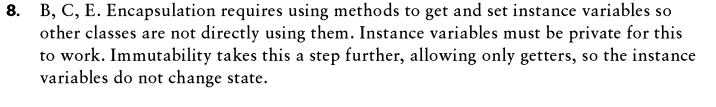 8. B, C, E. Encapsulation requires using methods to get and set instance variables so
other classes are not directly using them. Instance variables must be private for this
to work. Immutability takes this a step further, allowing only getters, so the instance
variables do not change state.